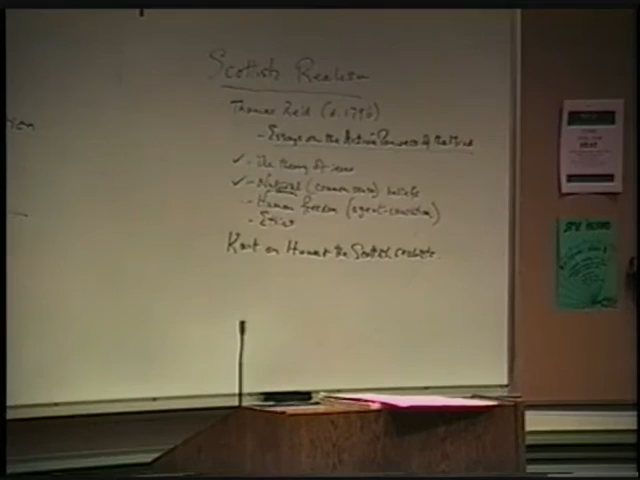 Scottish Realism
Thomas Reid (d. 1796)
- Essays on the Active Powers of the Mind
✓ - The theory of ideas
✓ - Natural (common sense) beliefs
- Human freedom (agent-causation)
- Ethics
Kant on Hume & the Scottish realists.